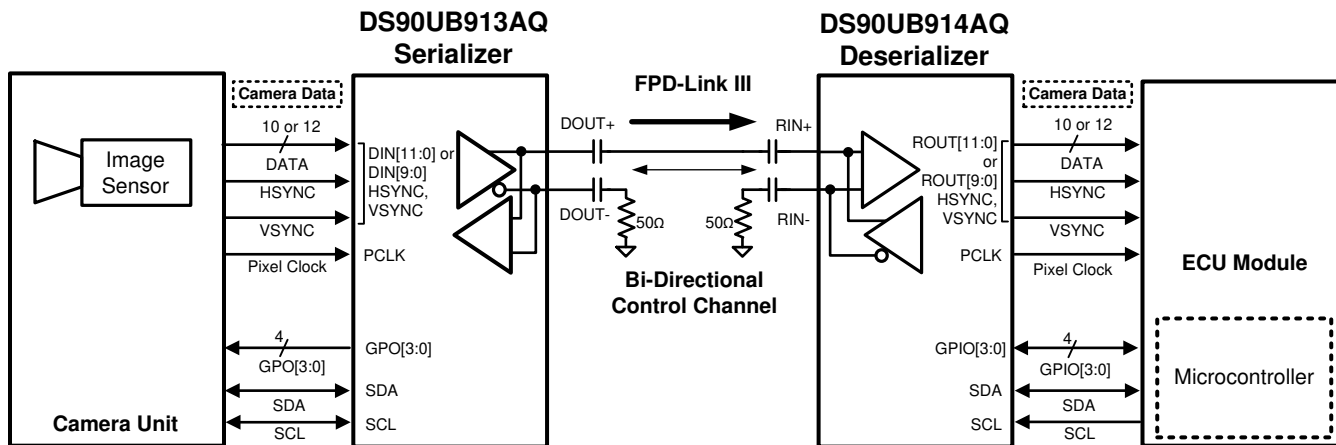 DS90UB913AQ
Serializer
DS90UB914AQ
Deserializer
FPD-Link III
Camera Data
10 or 12
DATA
HSYNC
VSYNC
Pixel Clock
Image
Sensor
DIN[11:0] or
DIN[9:0]
HSYNC,
VSYNC
PCLK
DOUT+
DOUT-
50Ω
50Ω
RIN+
RIN-
Bi-Directional
Control Channel
ROUT[11:0]
or
ROUT[9:0]
HSYNC,
VSYNC
PCLK
Camera Data
10 or 12
DATA
HSYNC
VSYNC
Pixel Clock
ECU Module
Microcontroller
4
GPO[3:0]
SDA
SCL
GPO[3:0]
SDA
SCL
Camera Unit
GPIO[3:0]
SDA
SCL
4
GPIO[3:0]
SDA
SCL